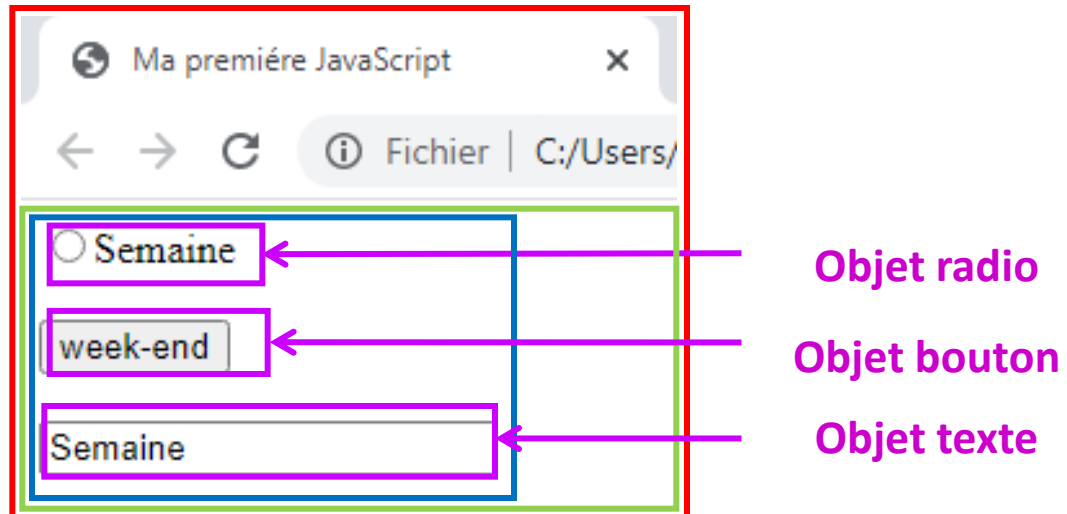 Ma premiére JavaScript
Fichier | C:/Users/
Semaine
Objet radio
week-end
Objet bouton
Semaine
Objet texte